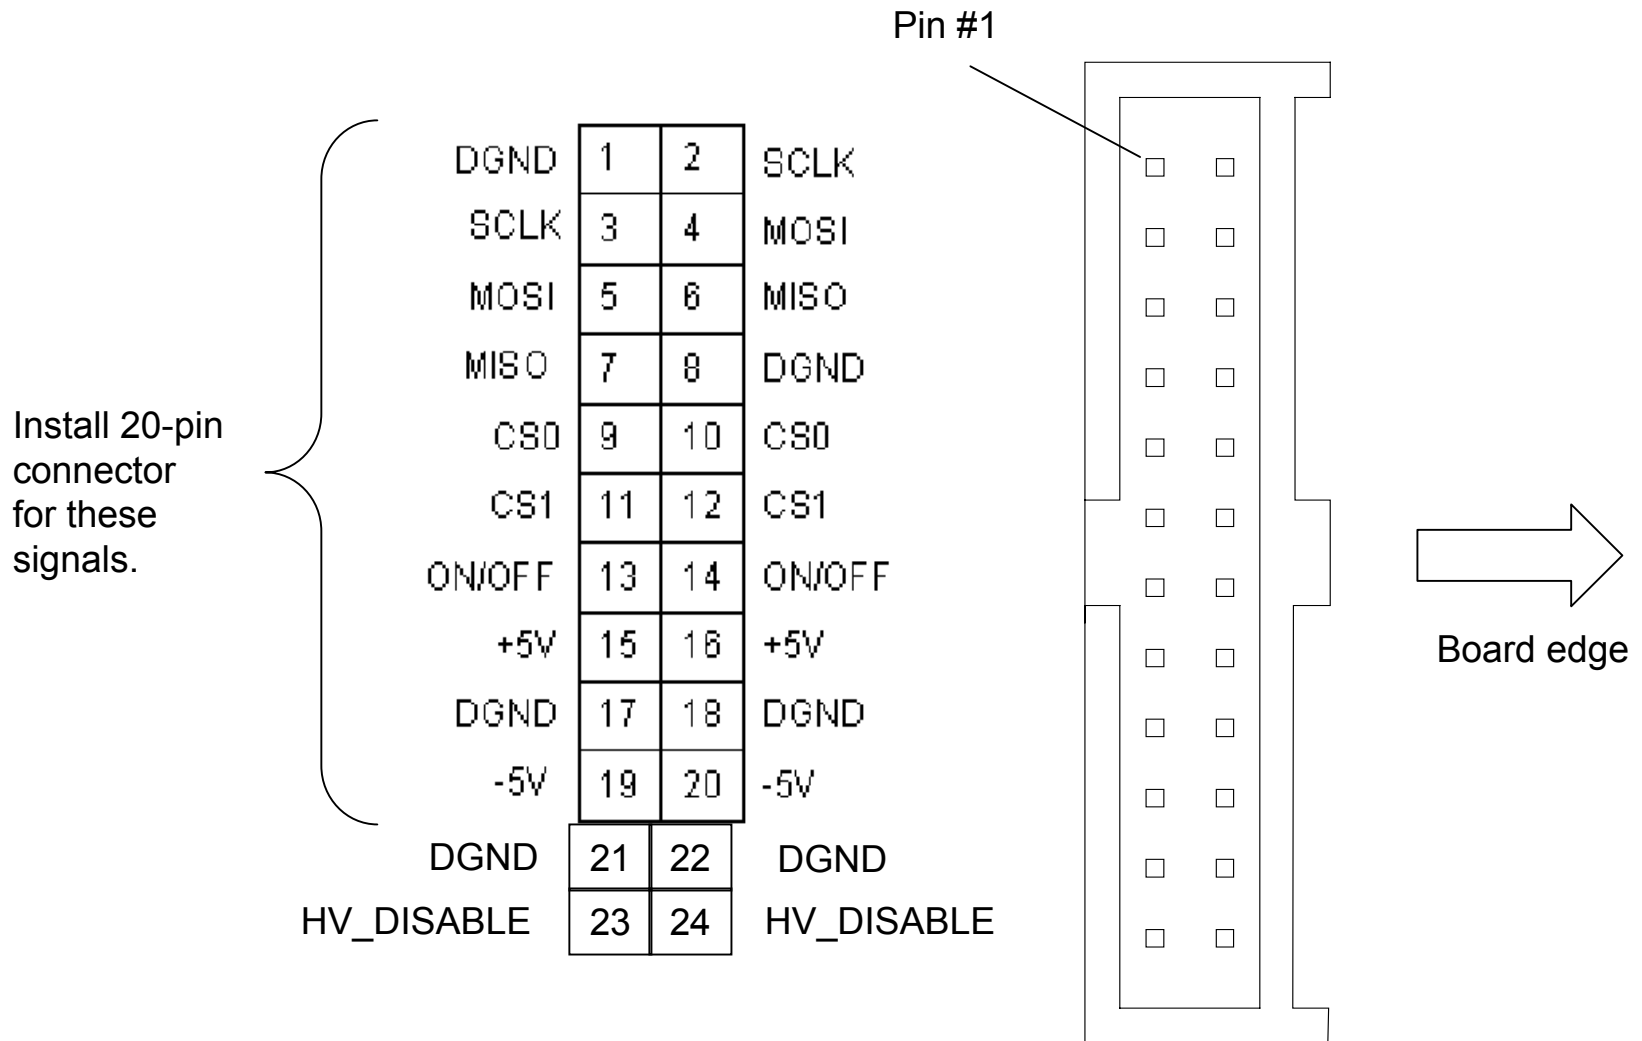 Pin #1
DGND 1 2 SCLK
SCLK 3 4 MOSI
MOSI 5 6 MISO
MISO 7 8 DGND
CS0 9 10 CS0
CS1 11 12 CS1
ON/OFF 13 14 ON/OFF
+5V 15 16 +5V
DGND 17 18 DGND
-5V 19 20 -5V
DGND 21 22 DGND
HV_DISABLE 23 24 HV_DISABLE
Install 20-pin
connector
for these
signals.
Board edge